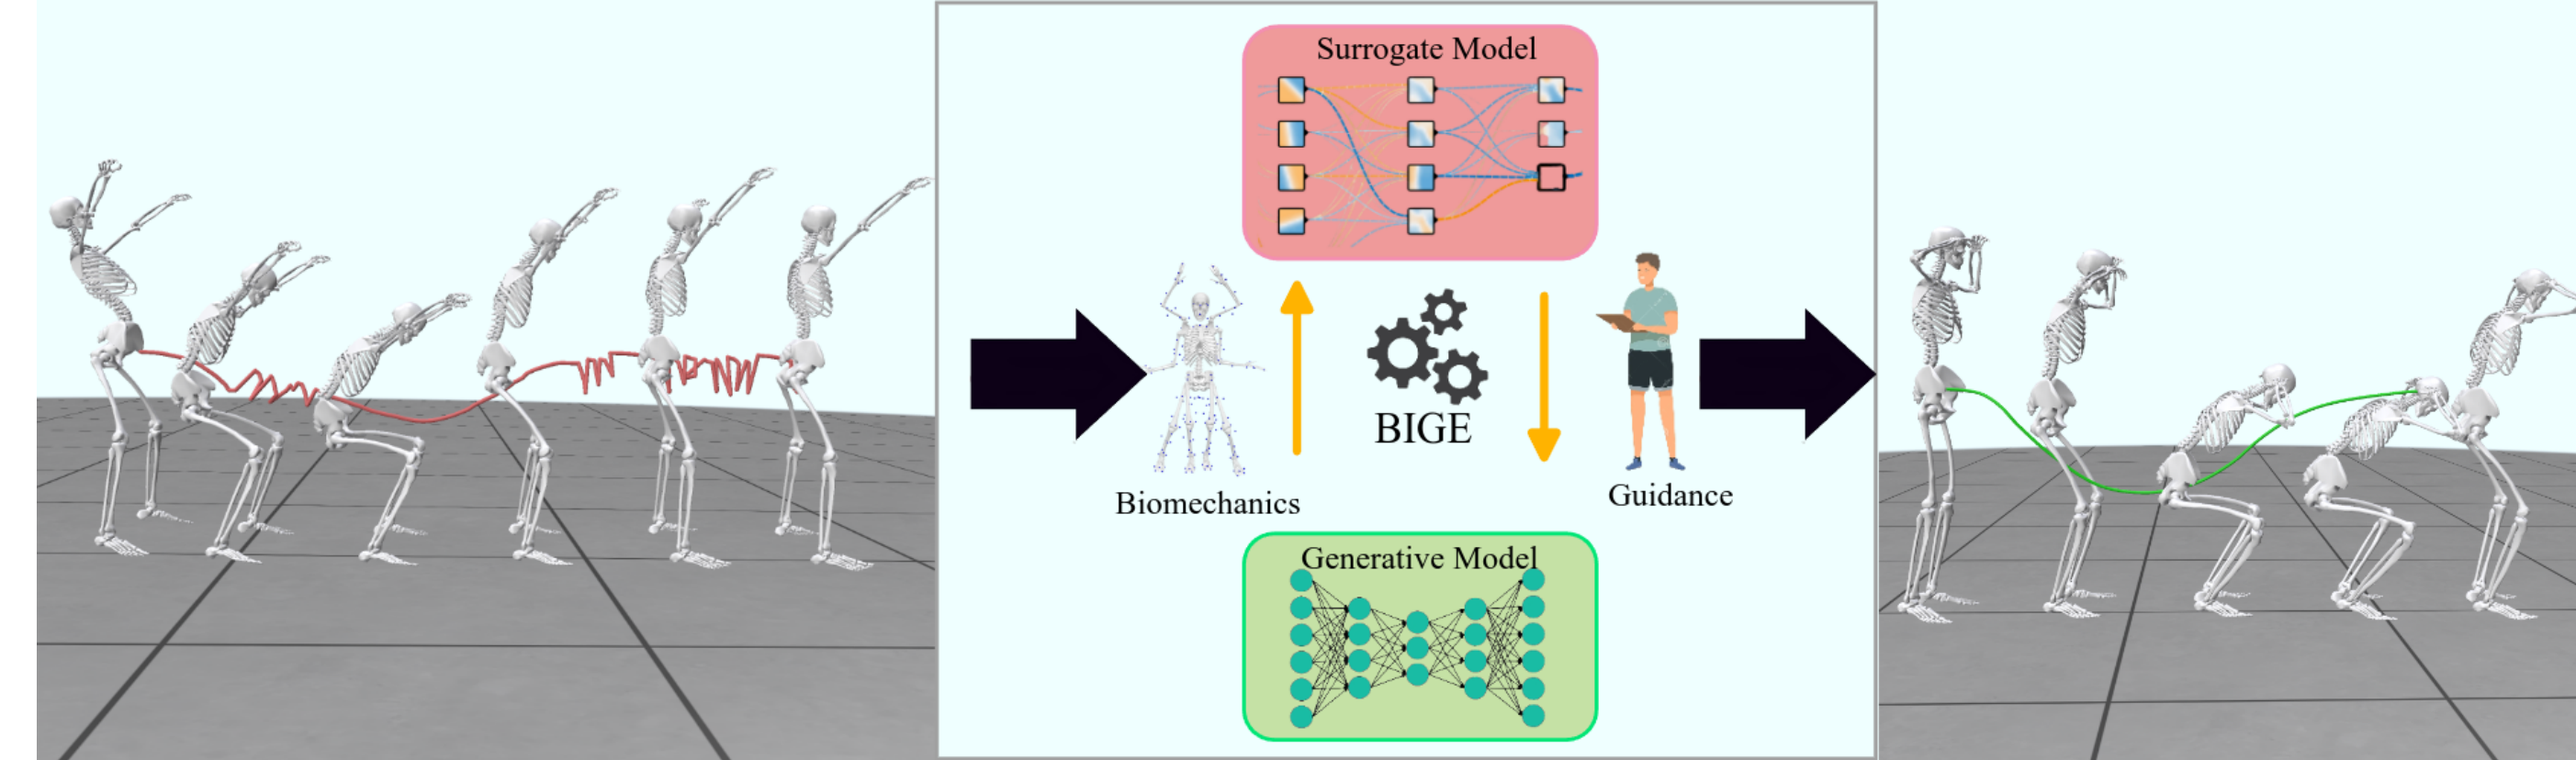 Surrogate Model
BIGE
Biomechanics
Guidance
Generative Model